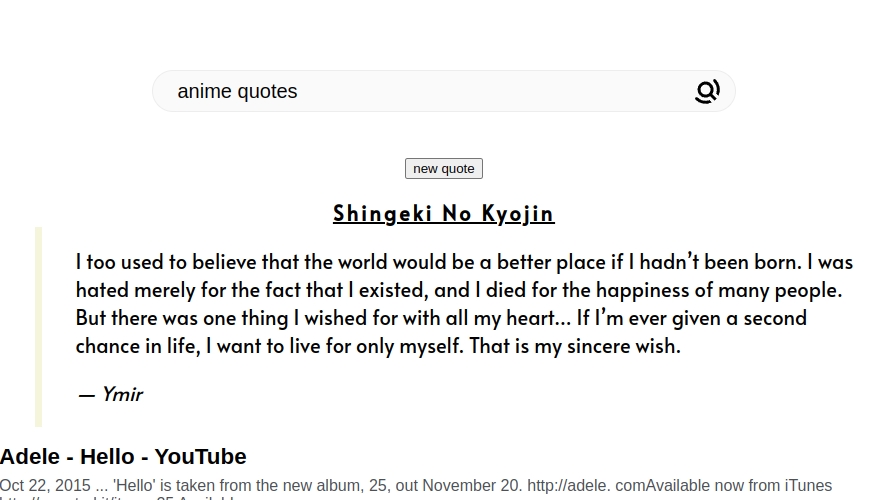 anime quotes
new quote
Shingeki No Kyojin
I too used to believe that the world would be a better place if I hadn’t been born. I was
hated merely for the fact that I existed, and I died for the happiness of many people.
But there was one thing I wished for with all my heart... If I’m ever given a second
chance in life, I want to live for only myself. That is my sincere wish.
— Ymir
Adele - Hello - YouTube
Oct 22, 2015 ... 'Hello' is taken from the new album, 25, out November 20. http://adele. comAvailable now from iTunes